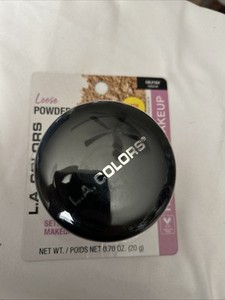 Loose
POWDER
L.A. COLORS
L.A. COLORS®
MAKEUP
SET
MAKE
NET WT. / POIDS NET 0.70 OZ. (20 g)